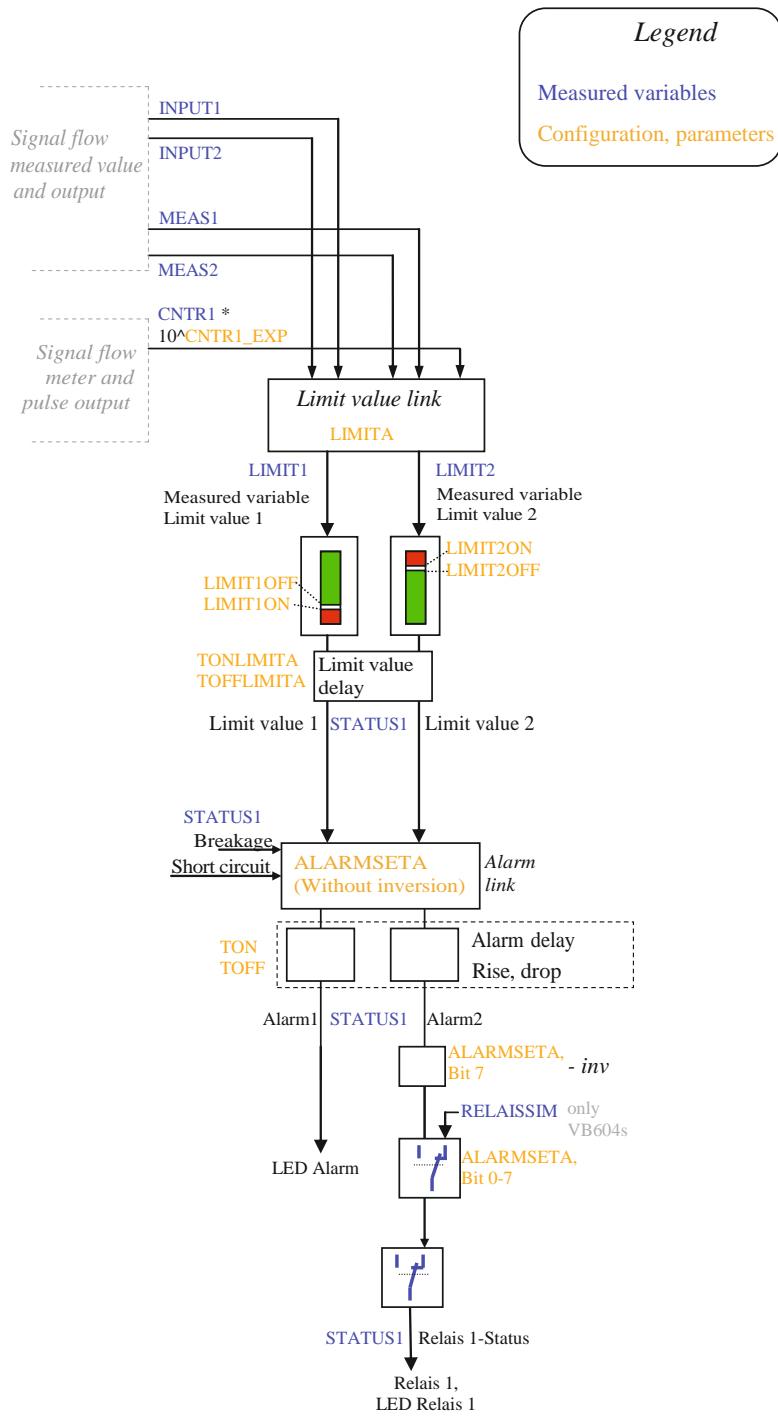 Legend
Measured variables
Configuration, parameters
Signal flow
measured value
and output
INPUT1
INPUT2
MEAS1
MEAS2
Signal flow
meter and
pulse output
CNTR1 *
10^CNTR1_EXP
Limit value link
LIMITA
LIMIT1
Measured variable
Limit value 1
LIMIT2
Measured variable
Limit value 2
LIMIT1OFF
LIMIT1ON
LIMIT2ON
LIMIT2OFF
TONLIMITA
TOFFLIMITA
Limit value
delay
Limit value 1 STATUS1 Limit value 2
STATUS1
Breakage
Short circuit
ALARMSETA
(Without inversion)
Alarm
link
TON
TOFF
Alarm delay
Rise, drop
Alarm1 STATUS1 Alarm2
ALARMSETA,
Bit 7
- inv
RELAISSIM
only
VB604s
LED Alarm
ALARMSETA,
Bit 0-7
STATUS1 Relais 1-Status
Relais 1,
LED Relais 1